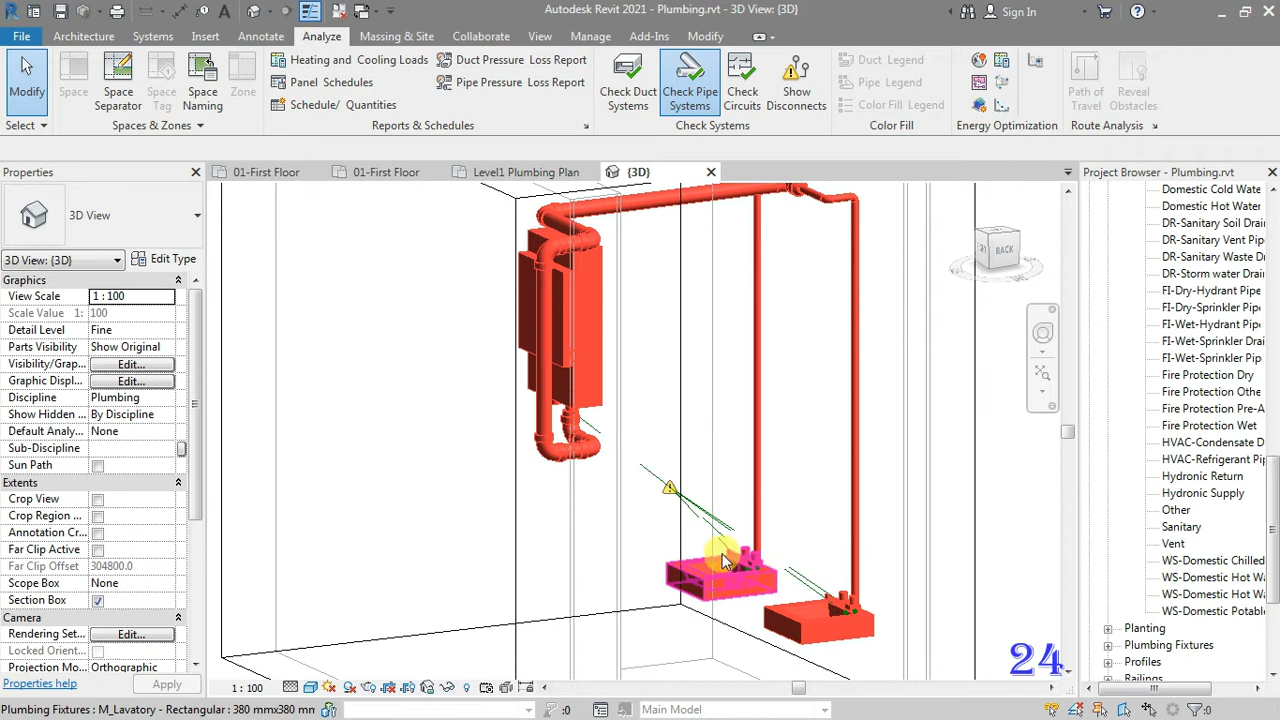 Autodesk Revit 2021 - Plumbing.rvt - 3D View: {3D}
Sign In
File Architecture Systems Insert Annotate Analyze Massing & Site Collaborate View Manage Add-Ins Modify
Modify
Select
Space
Space Separator
Space Tag
Space Naming
Zone
Spaces & Zones
Heating and Cooling Loads
Panel Schedules
Schedule/ Quantities
Duct Pressure Loss Report
Pipe Pressure Loss Report
Reports & Schedules
Check Duct Systems
Check Pipe Systems
Check Circuits
Show Disconnects
Check Systems
Duct Legend
Pipe Legend
Color Fill Legend
Color Fill
Energy Optimization
Path of Travel
Reveal Obstacles
Route Analysis
Properties
01-First Floor
01-First Floor
Level1 Plumbing Plan
{3D}
Project Browser - Plumbing.rvt
3D View
3D View: {3D}
Edit Type
Graphics
View Scale 1 : 100
Scale Value 1: 100
Detail Level Fine
Parts Visibility Show Original
Visibility/Grap... Edit...
Graphic Displ... Edit...
Discipline Plumbing
Show Hidden ... By Discipline
Default Analy... None
Sub-Discipline
Sun Path
Extents
Crop View
Crop Region ...
Annotation Cr...
Far Clip Active
Far Clip Offset 304800.0
Scope Box None
Section Box
Camera
Rendering Set... Edit...
Locked Orient...
Projection Mo... Orthographic
Properties help
Apply
BACK
24
Domestic Cold Wate
Domestic Hot Water
DR-Sanitary Soil Drain
DR-Sanitary Vent Pip
DR-Sanitary Waste D
DR-Storm water Drai
FI-Dry-Hydrant Pipe
FI-Dry-Sprinkler Pipe
FI-Wet-Hydrant Pipe
FI-Wet-Sprinkler Drai
FI-Wet-Sprinkler Pip
Fire Protection Dry
Fire Protection Othe
Fire Protection Pre-A
Fire Protection Wet
HVAC-Condensate D
HVAC-Refrigerant Pip
Hydronic Return
Hydronic Supply
Other
Sanitary
Vent
WS-Domestic Chilled
WS-Domestic Hot Wa
WS-Domestic Hot Wa
WS-Domestic Potabl
Planting
Plumbing Fixtures
Profiles
Railings
1 : 100
Plumbing Fixtures : M_Lavatory - Rectangular : 380 mmx380 mm
:0
Main Model
:0